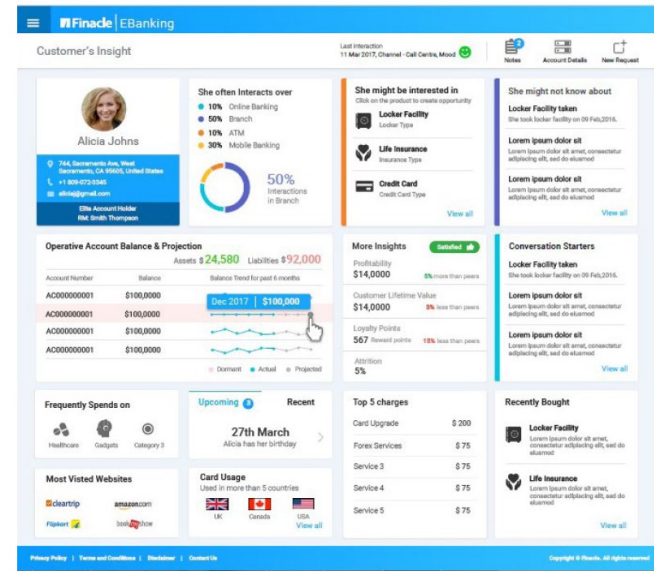 Finacle | EBanking
Customer's Insight
Last interaction
11 Mar 2017, Channel - Call Centre, Mood
2
Notes
Account Details
New Request
Alicia Johns
744, Sacramento Ave, West
Sacramento, CA 95605, United States
+1 809-072-5345
aliciaj@gmail.com
Elite Account Holder
RM: Smith Thompson
She often Interacts over
10% Online Banking
50% Branch
10% ATM
30% Mobile Banking
50%
Interactions
in Branch
She might be interested in
Click on the product to create opportunity
Locker Facility
Locker Type
Life Insurance
Insurance Type
Credit Card
Credit Card Type
View all
She might not know about
Locker Facility taken
She took locker facility on 09 Feb,2016.
Lorem ipsum dolor sit
Lorem ipsum dolor sit amet, consectetur
adipiscing elit, sed do eiusmod
Lorem ipsum dolor sit
Lorem ipsum dolor sit amet, consectetur
adipiscing elit, sed do eiusmod
View all
Operative Account Balance & Projection
Assets $24,580 Liabilities $92,000
Account Number Balance Balance Trend for past 6 months
AC000000001 $100,0000
AC000000001 $100,0000
AC000000001 $100,0000
AC000000001 $100,0000
Dec 2017 | $100,000
Dormant Actual Projected
More Insights
Satisfied
Profitability
$14,0000 5% more than peers
Customer Lifetime Value
$14,0000 5% less than peers
Loyalty Points
567 Reward points 15% less than peers
Attrition
5%
Conversation Starters
Locker Facility taken
She took locker facility on 09 Feb,2016.
Lorem ipsum dolor sit
Lorem ipsum dolor sit amet, consectetur
adipiscing elit, sed do eiusmod
Lorem ipsum dolor sit
Lorem ipsum dolor sit amet, consectetur
adipiscing elit, sed do eiusmod
View all
Frequently Spends on
Healthcare
Gadgets
Category 3
Upcoming 3
Recent
27th March
Alicia has her birthday
Top 5 charges
Card Upgrade $ 200
Forex Services $ 75
Service 3 $ 75
Service 4 $ 75
Service 5 $ 75
Recently Bought
Locker Facility
Lorem ipsum dolor sit amet,
consectetur adipiscing elit, sed do
eiusmod
Life Insurance
Lorem ipsum dolor sit amet,
consectetur adipiscing elit, sed do
eiusmod
View all
Most Visted Websites
cleartrip
amazon.com
Flipkart
bookmyshow
Card Usage
Used in more than 5 countries
UK
Canada
USA
View all
Privacy Policy | Terms and Conditions | Disclaimer | Contact Us
Copyright © Finacle. All rights reserved